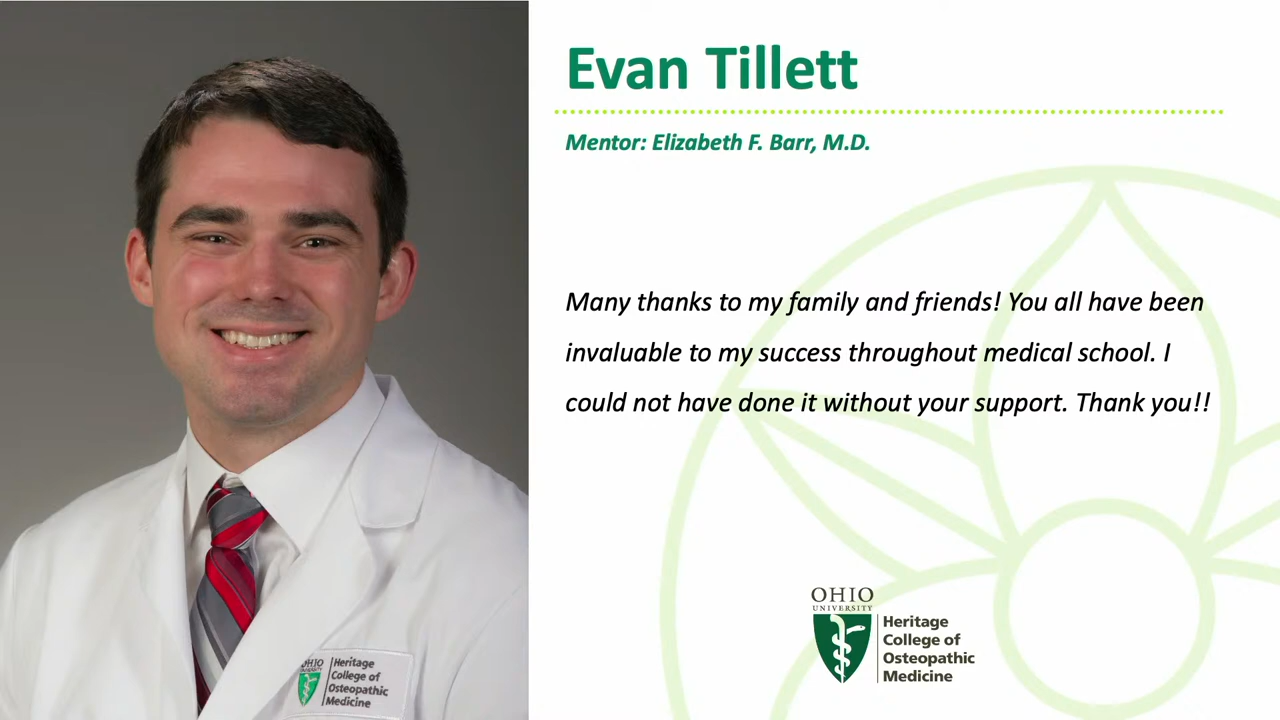 Evan Tillett
Mentor: Elizabeth F. Barr, M.D.
Many thanks to my family and friends! You all have been
invaluable to my success throughout medical school. I
could not have done it without your support. Thank you!!
OHIO
UNIVERSITY
Heritage
College of
Osteopathic
Medicine
OHIO
UNIVERSITY
Heritage
College of
Osteopathic
Medicine